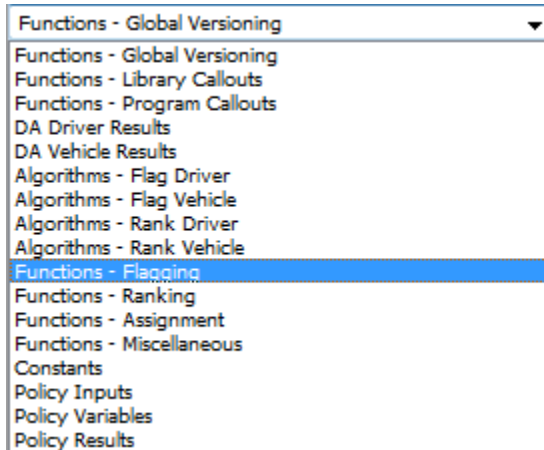 Functions - Global Versioning
Functions - Global Versioning
Functions - Library Callouts
Functions - Program Callouts
DA Driver Results
DA Vehicle Results
Algorithms - Flag Driver
Algorithms - Flag Vehicle
Algorithms - Rank Driver
Algorithms - Rank Vehicle
Functions - Flagging
Functions - Ranking
Functions - Assignment
Functions - Miscellaneous
Constants
Policy Inputs
Policy Variables
Policy Results